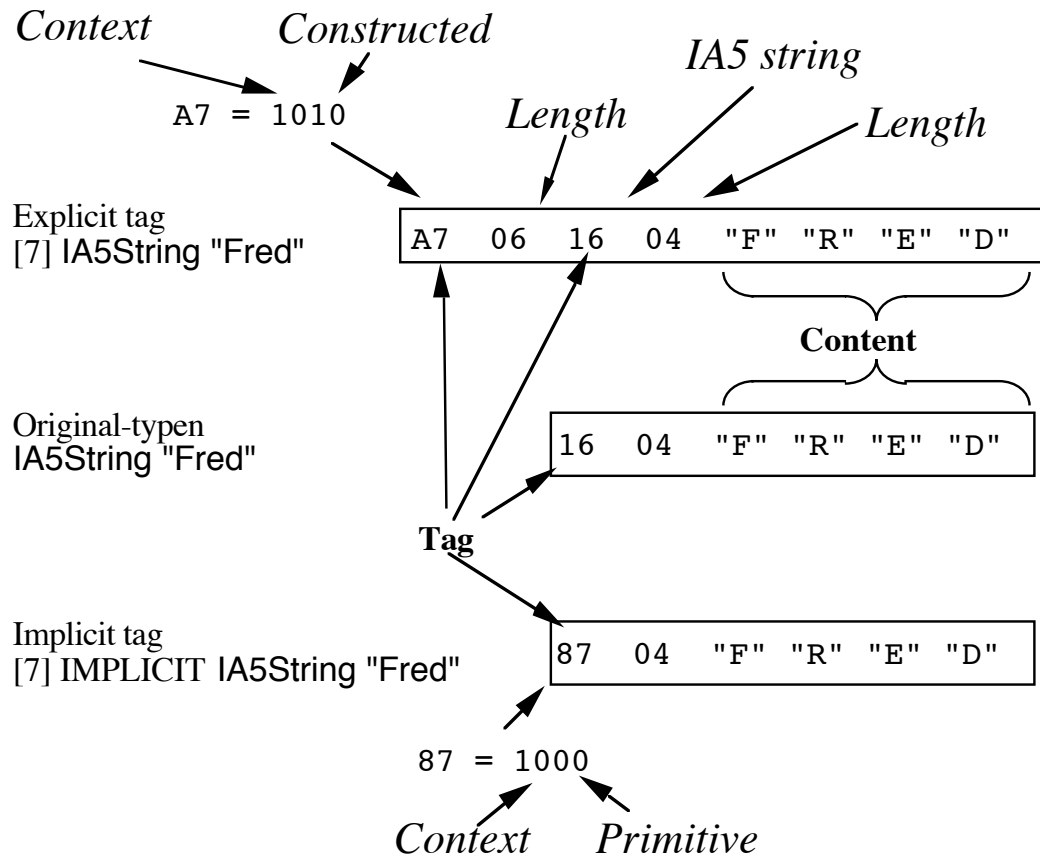 Context Constructed
IA5 string
A7 = 1010
Length
Length
Explicit tag
[7] IA5String "Fred"
A7 06 16 04 "F" "R" "E" "D"
Content
Original-typen
IA5String "Fred"
16 04 "F" "R" "E" "D"
Tag
Implicit tag
[7] IMPLICIT IA5String "Fred"
87 04 "F" "R" "E" "D"
87 = 1000
Context Primitive